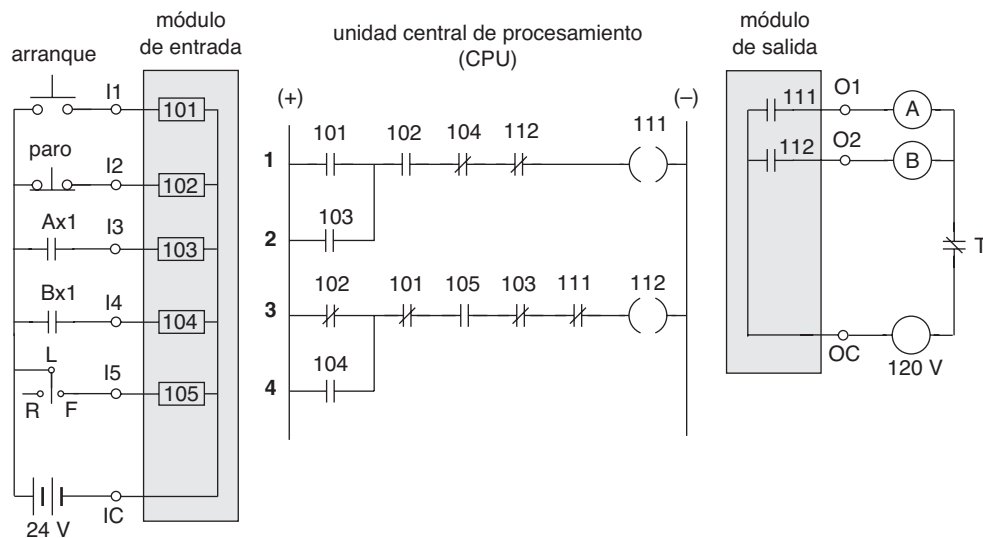 módulo
de entrada
unidad central de procesamiento
(CPU)
módulo
de salida
arranque
I1
101
paro
I2
102
Ax1
I3
103
Bx1
I4
104
L
I5
R
F
105
24 V
IC
(+)
(–)
1
101
102
104
112
111
2
103
3
102
101
105
103
111
112
4
104
111
O1
A
112
O2
B
T
OC
120 V